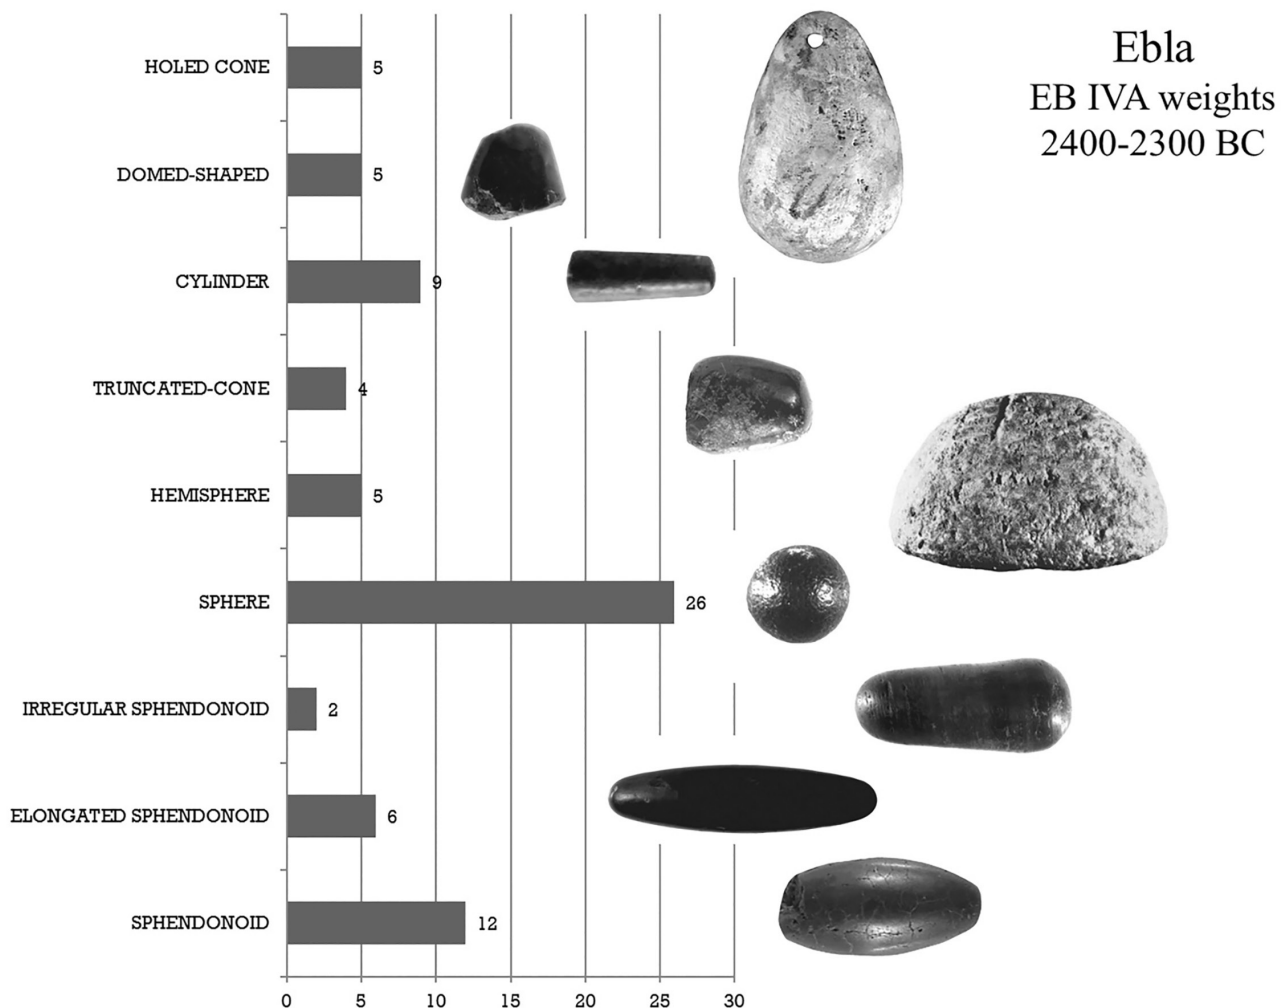 Ebla
EB IVA weights
2400-2300 BC
HOLED CONE 5
DOMED-SHAPED 5
CYLINDER 9
TRUNCATED-CONE 4
HEMISPHERE 5
SPHERE 26
IRREGULAR SPHENDONOID 2
ELONGATED SPHENDONOID 6
SPHENDONOID 12
0 5 10 15 20 25 30